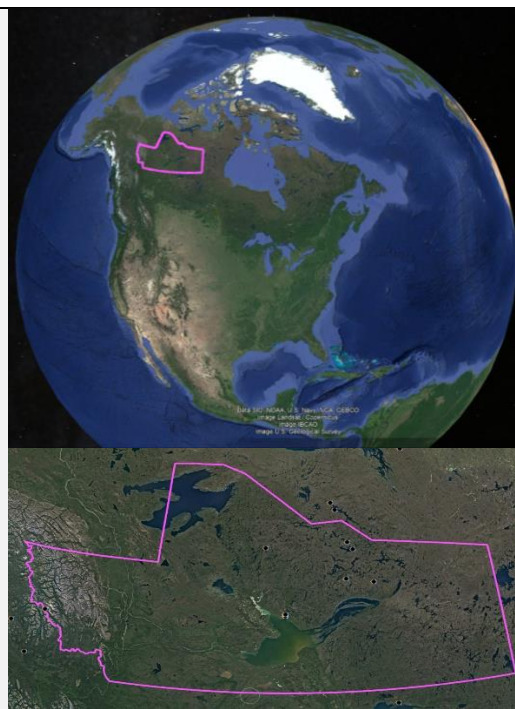 Data SIO, NOAA, U.S. Navy, NGA, GEBCO
Image Landsat / Copernicus
Image IBCAO
Image U.S. Geological Survey